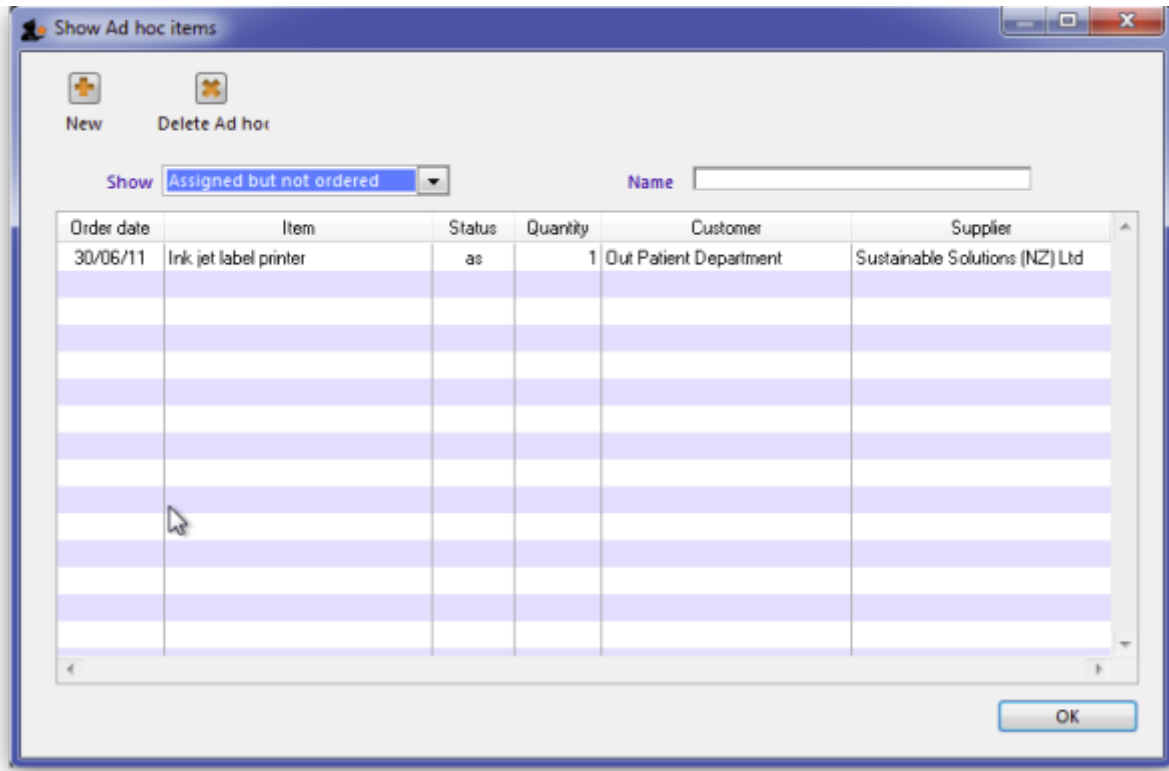 Show Ad hoc items
New Delete Ad hoc
Show Assigned but not ordered Name
Order date Item Status Quantity Customer Supplier
30/06/11 Ink jet label printer as 1 Out Patient Department Sustainable Solutions (NZ) Ltd
OK